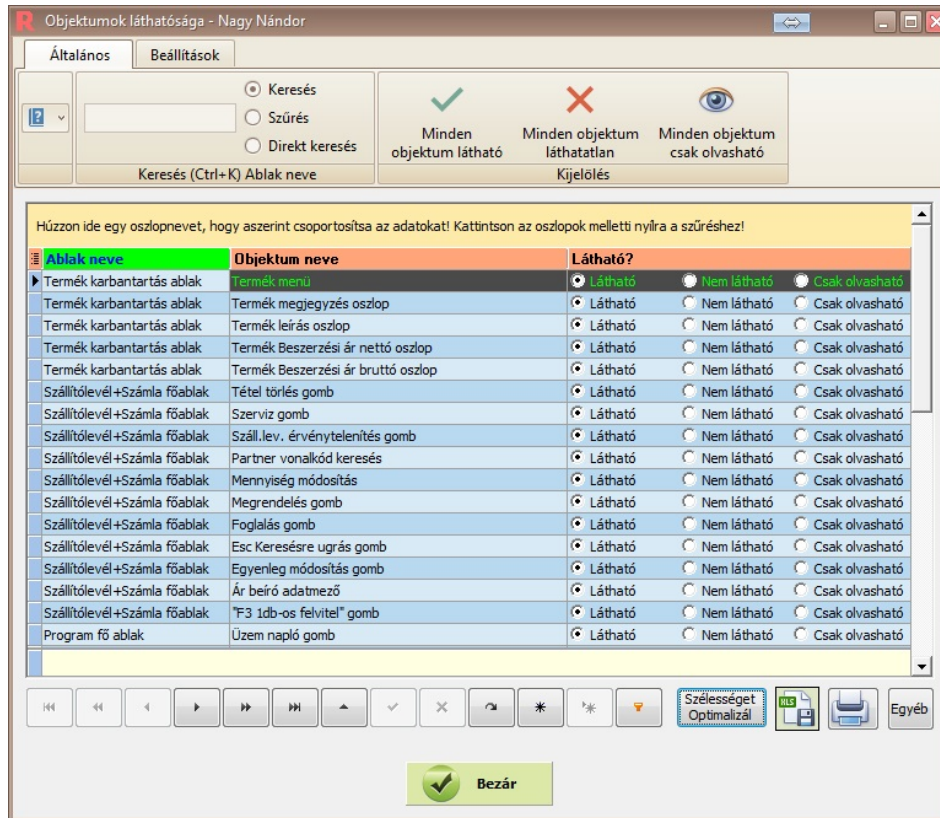 R Objektumok láthatósága - Nagy Nándor
Általános Beállítások
Keresés
Szűrés
Direkt keresés
Keresés (Ctrl+K) Ablak neve
Minden objektum látható
Minden objektum láthatatlan
Minden objektum csak olvasható
Kijelölés
Húzzon ide egy oszlopnevet, hogy aszerint csoportosítsa az adatokat! Kattintson az oszlopok melletti nyílra a szűréshez!
Ablak neve Objektum neve Látható?
Termék karbantartás ablak Termék menü Látható Nem látható Csak olvasható
Termék karbantartás ablak Termék megjegyzés oszlop Látható Nem látható Csak olvasható
Termék karbantartás ablak Termék leírás oszlop Látható Nem látható Csak olvasható
Termék karbantartás ablak Termék Beszerzési ár nettó oszlop Látható Nem látható Csak olvasható
Termék karbantartás ablak Termék Beszerzési ár bruttó oszlop Látható Nem látható Csak olvasható
Szállítólevél+Számla főablak Tétel törlés gomb Látható Nem látható Csak olvasható
Szállítólevél+Számla főablak Szerviz gomb Látható Nem látható Csak olvasható
Szállítólevél+Számla főablak Száll.lev. érvénytelenítés gomb Látható Nem látható Csak olvasható
Szállítólevél+Számla főablak Partner vonalkód keresés Látható Nem látható Csak olvasható
Szállítólevél+Számla főablak Mennyiség módosítás Látható Nem látható Csak olvasható
Szállítólevél+Számla főablak Megrendelés gomb Látható Nem látható Csak olvasható
Szállítólevél+Számla főablak Foglalás gomb Látható Nem látható Csak olvasható
Szállítólevél+Számla főablak Esc Keresésre ugrás gomb Látható Nem látható Csak olvasható
Szállítólevél+Számla főablak Egyenleg módosítás gomb Látható Nem látható Csak olvasható
Szállítólevél+Számla főablak Ár beíró adatmező Látható Nem látható Csak olvasható
Szállítólevél+Számla főablak "F3 1db-os felvitel" gomb Látható Nem látható Csak olvasható
Program fő ablak Üzem napló gomb Látható Nem látható Csak olvasható
Szélességet
Optimalizál
XLS
Egyéb
Bezár